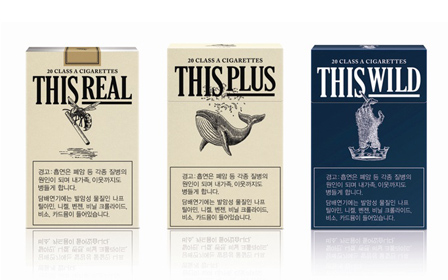 20 CLASS A CIGARETTES
THIS REAL
경고: 흡연은 폐암 등 각종 질병의
원인이 되며 내가족, 이웃까지도
병들게 합니다.
담배연기에는 발암성 물질인 나프
틸아민, 니켈, 벤젠, 비닐 크롤라이드,
비소, 카드뮴이 들어있습니다.
20 CLASS A CIGARETTES
THIS PLUS
경고: 흡연은 폐암 등 각종 질병의
원인이 되며 내가족, 이웃까지도
병들게 합니다.
담배연기에는 발암성 물질인 나프
틸아민, 니켈, 벤젠, 비닐 크롤라이드,
비소, 카드뮴이 들어있습니다.
20 CLASS A CIGARETTES
THIS WILD
경고: 흡연은 폐암 등 각종 질병의
원인이 되며 내가족, 이웃까지도
병들게 합니다.
담배연기에는 발암성 물질인 나프
틸아민, 니켈, 벤젠, 비닐 크롤라이드,
비소, 카드뮴이 들어있습니다.